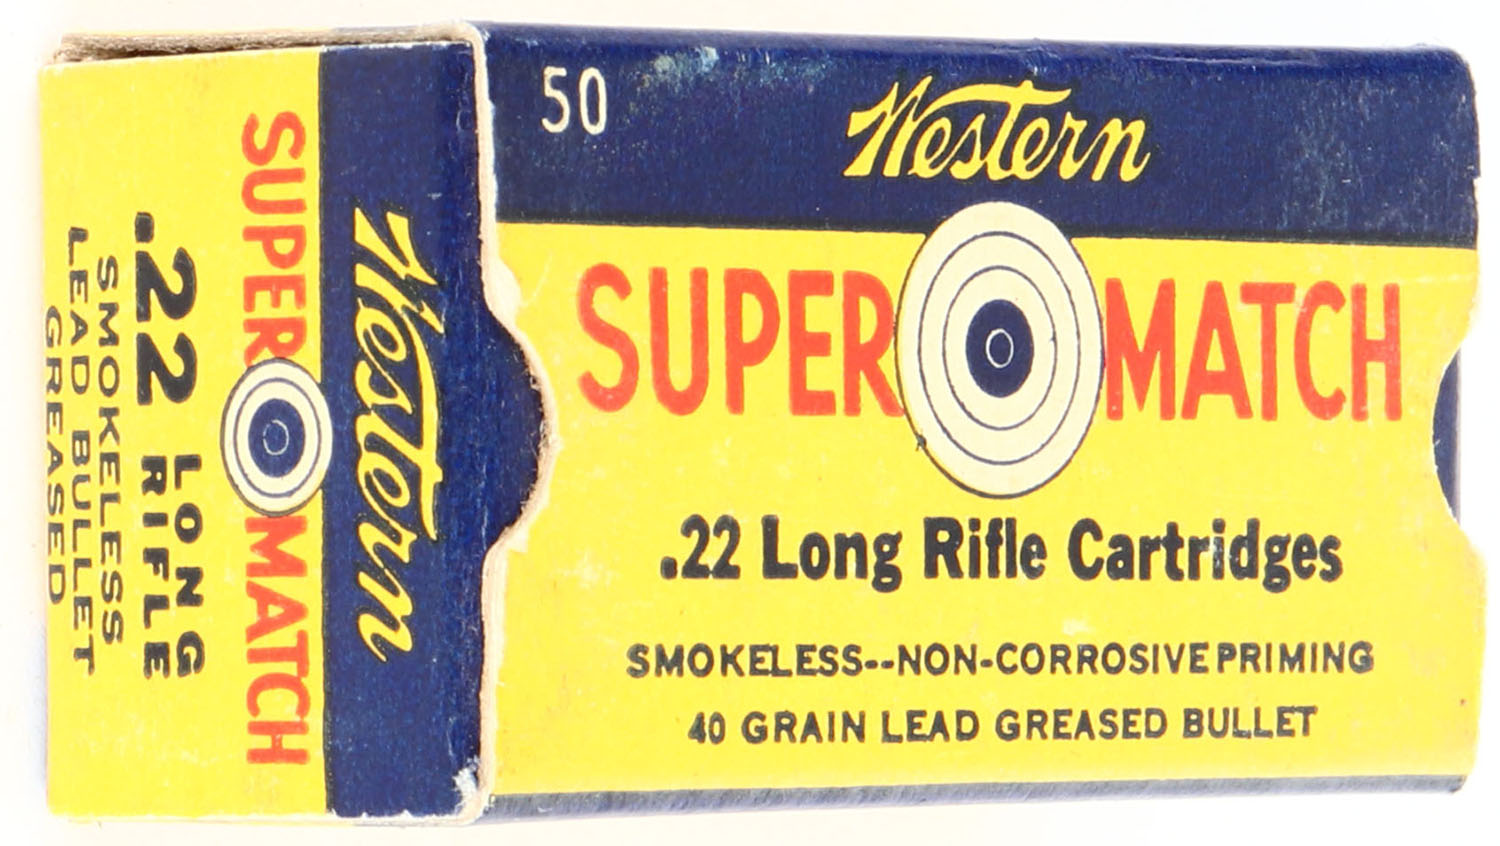 50
Western
SUPER MATCH
.22 Long Rifle Cartridges
SMOKELESS--NON-CORROSIVE PRIMING
40 GRAIN LEAD GREASED BULLET
Western
SUPER MATCH
.22 LONG RIFLE
SMOKELESS
LEAD BULLET
GREASED